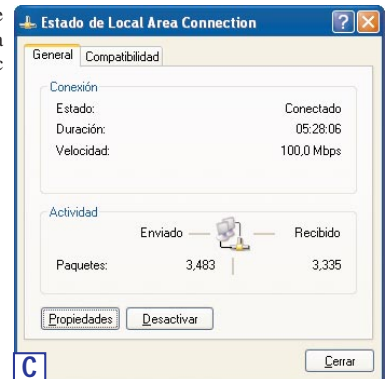 Estado de Local Area Connection
General Compatibilidad
Conexión
Estado: Conectado
Duración: 05:28:06
Velocidad: 100,0 Mbps
Actividad
Enviado Recibido
Paquetes: 3,483 3,335
Propiedades Desactivar
Cerrar
C